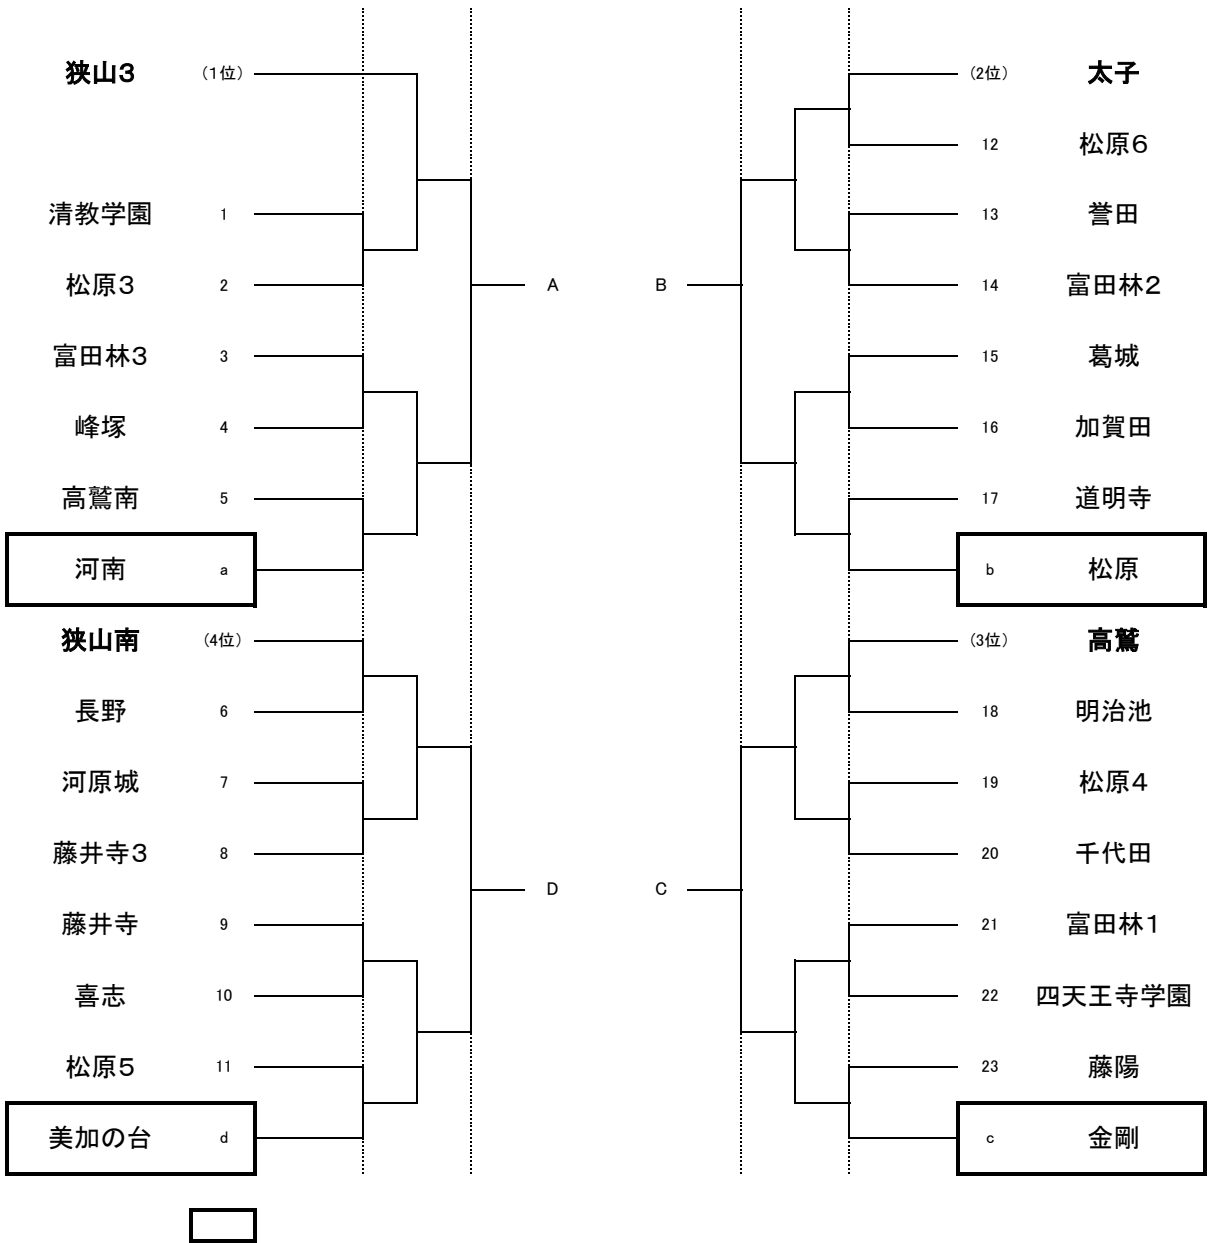 狭山3 (1位)
清教学園 1
松原3 2
富田林3 3
峰塚 4
高鷲南 5
河南 a
狭山南 (4位)
長野 6
河原城 7
藤井寺3 8
藤井寺 9
喜志 10
松原5 11
美加の台 d
A
D
B
C
(2位) 太子
12 松原6
13 誉田
14 富田林2
15 葛城
16 加賀田
17 道明寺
b 松原
(3位) 高鷲
18 明治池
19 松原4
20 千代田
21 富田林1
22 四天王寺学園
23 藤陽
c 金剛